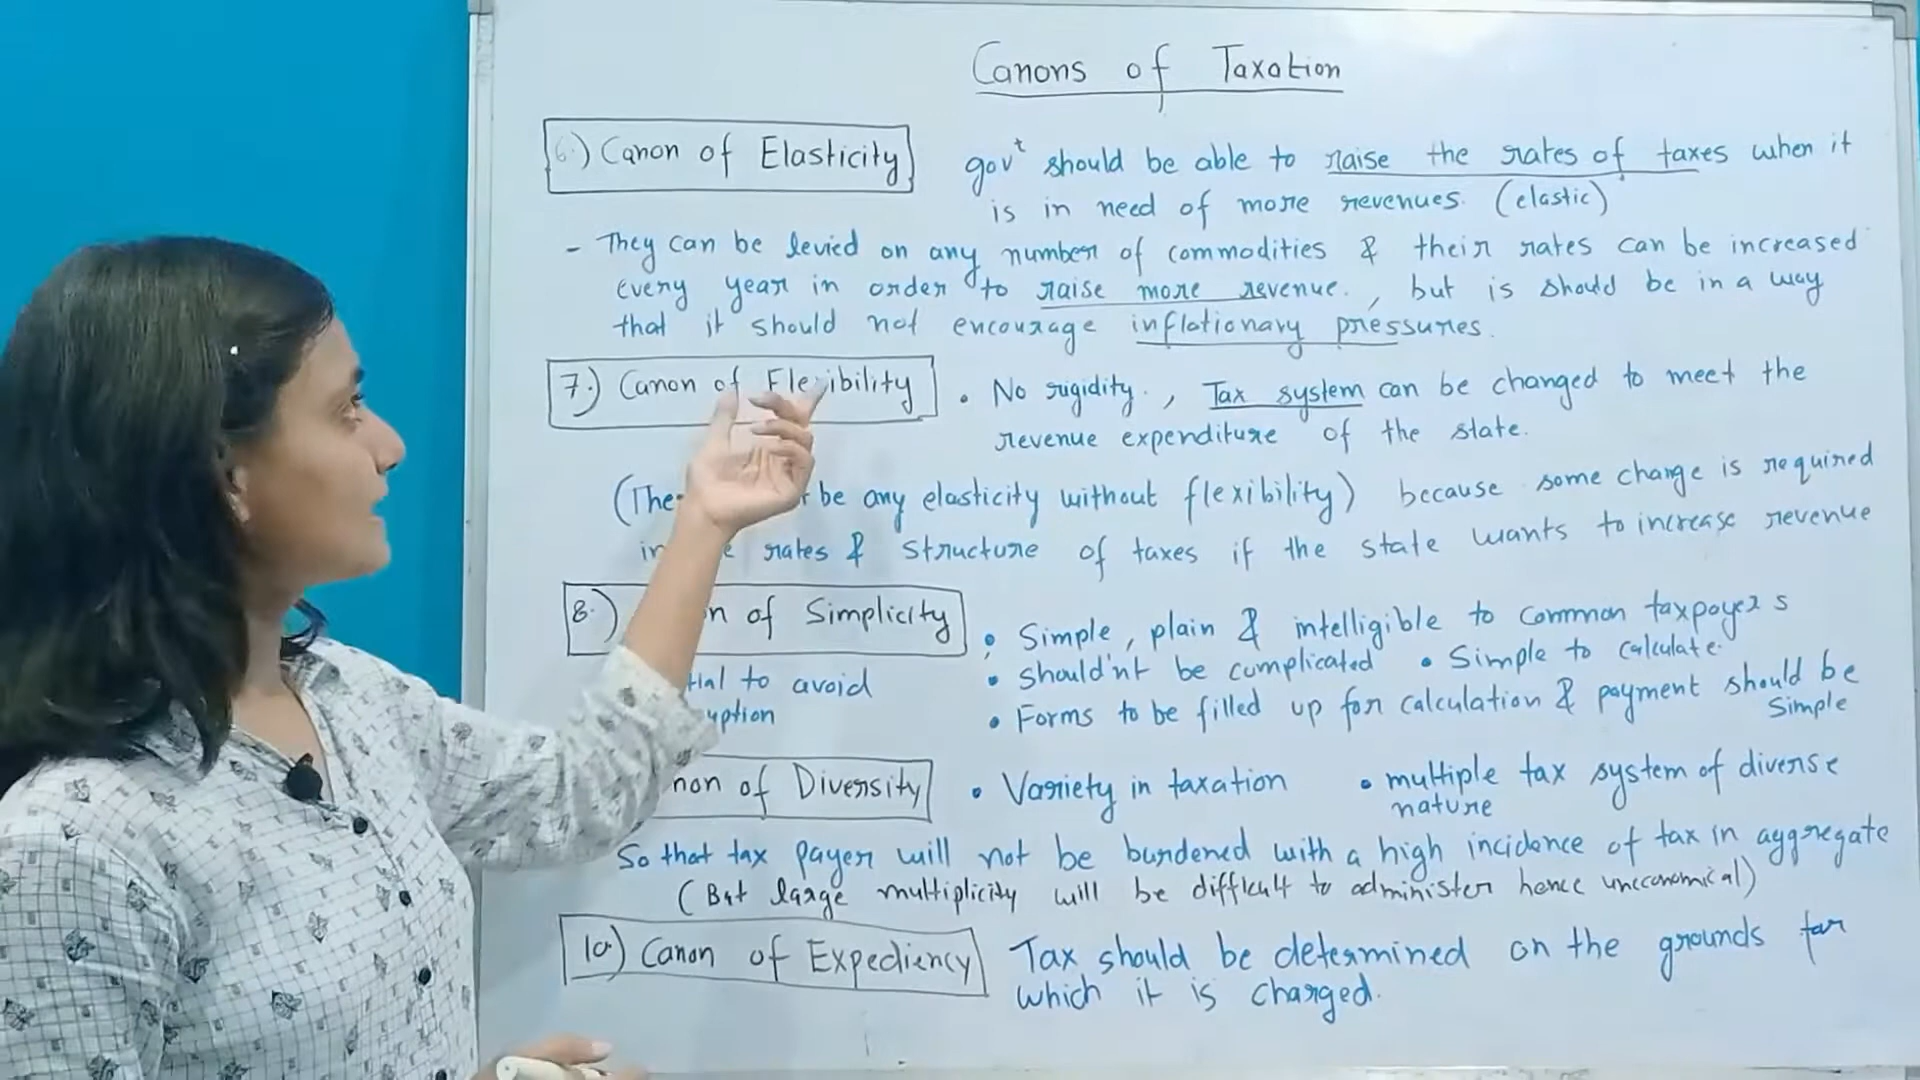 Canons of Taxation
6.) Canon of Elasticity
govt should be able to raise the rates of taxes when it
is in need of more revenues. (elastic)
- They can be levied on any number of commodities & their rates can be increased
every year in order to raise more revenue. , but is should be in a way
that it should not encourage inflationary pressures.
7.) Canon of Flexibility
• No rigidity. , Tax system can be changed to meet the
revenue expenditure of the state.
be any elasticity without flexibility) because some change is required
rates & structure of taxes if the state wants to increase revenue
8.) of Simplicity
• Simple, plain & intelligible to common taxpayers
• should'nt be complicated • Simple to calculate.
• Forms to be filled up for calculation & payment should be
Simple
to avoid
of Diversity
• Variety in taxation • multiple tax system of diverse
nature
So that tax payer will not be burdened with a high incidence of tax in aggregate
(But large multiplicity will be difficult to administer hence uneconomical)
10) Canon of Expediency
Tax should be determined on the grounds for
which it is charged.